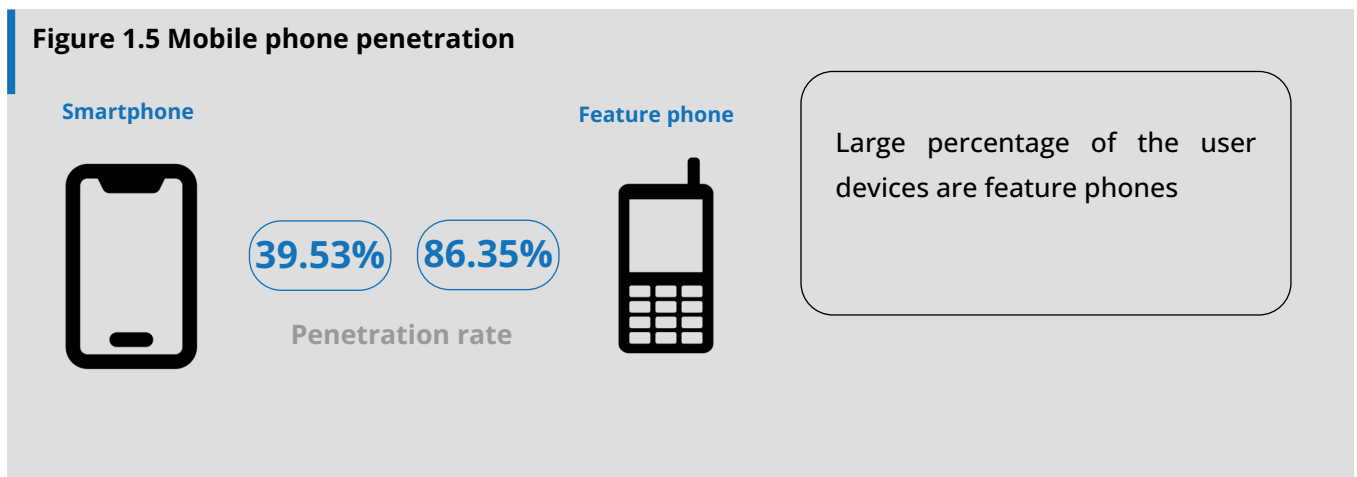 Figure 1.5 Mobile phone penetration
Smartphone
Feature phone
39.53%
86.35%
Penetration rate
Large percentage of the user
devices are feature phones